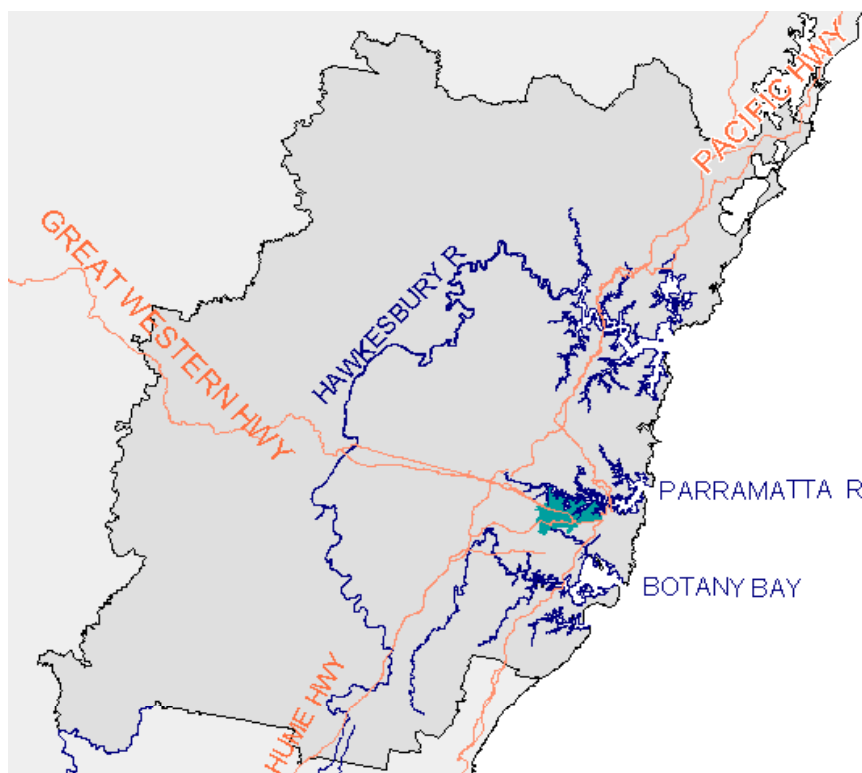 PACIFIC HWY
GREAT WESTERN HWY
HAWKESBURY R
PARRAMATTA R
BOTANY BAY
HUME HWY